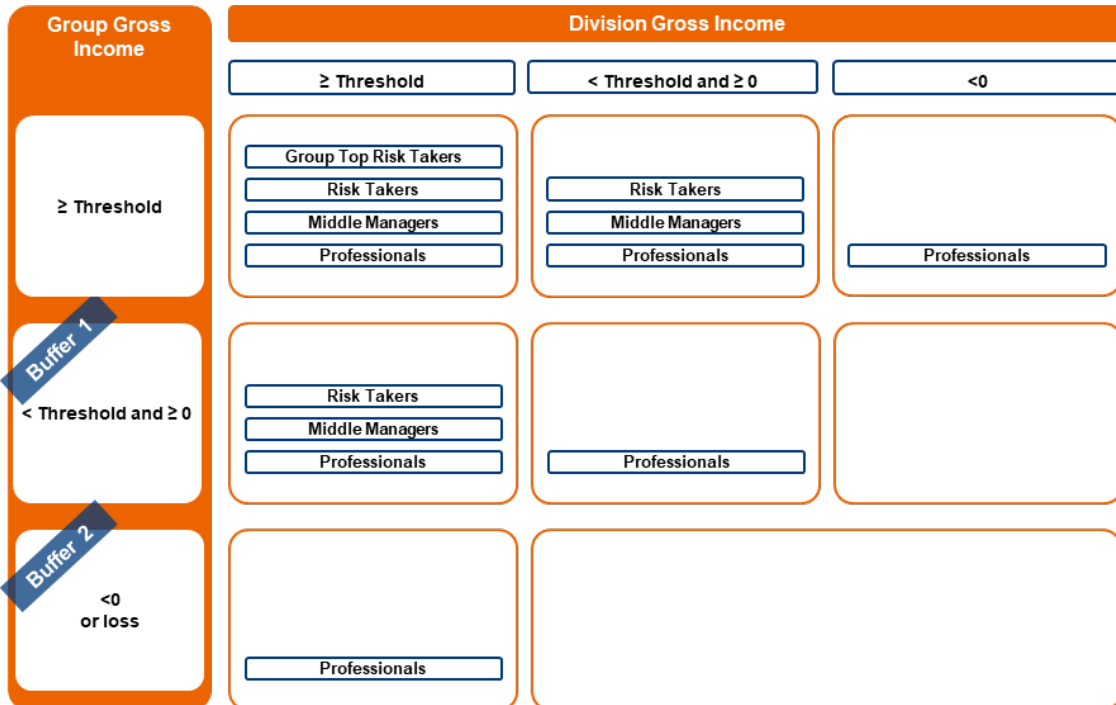 Group Gross
Income
Division Gross Income
≥ Threshold
< Threshold and ≥ 0
<0
≥ Threshold
Group Top Risk Takers
Risk Takers
Middle Managers
Professionals
Risk Takers
Middle Managers
Professionals
Professionals
Buffer 1
< Threshold and ≥ 0
Risk Takers
Middle Managers
Professionals
Professionals
Buffer 2
<0
or loss
Professionals